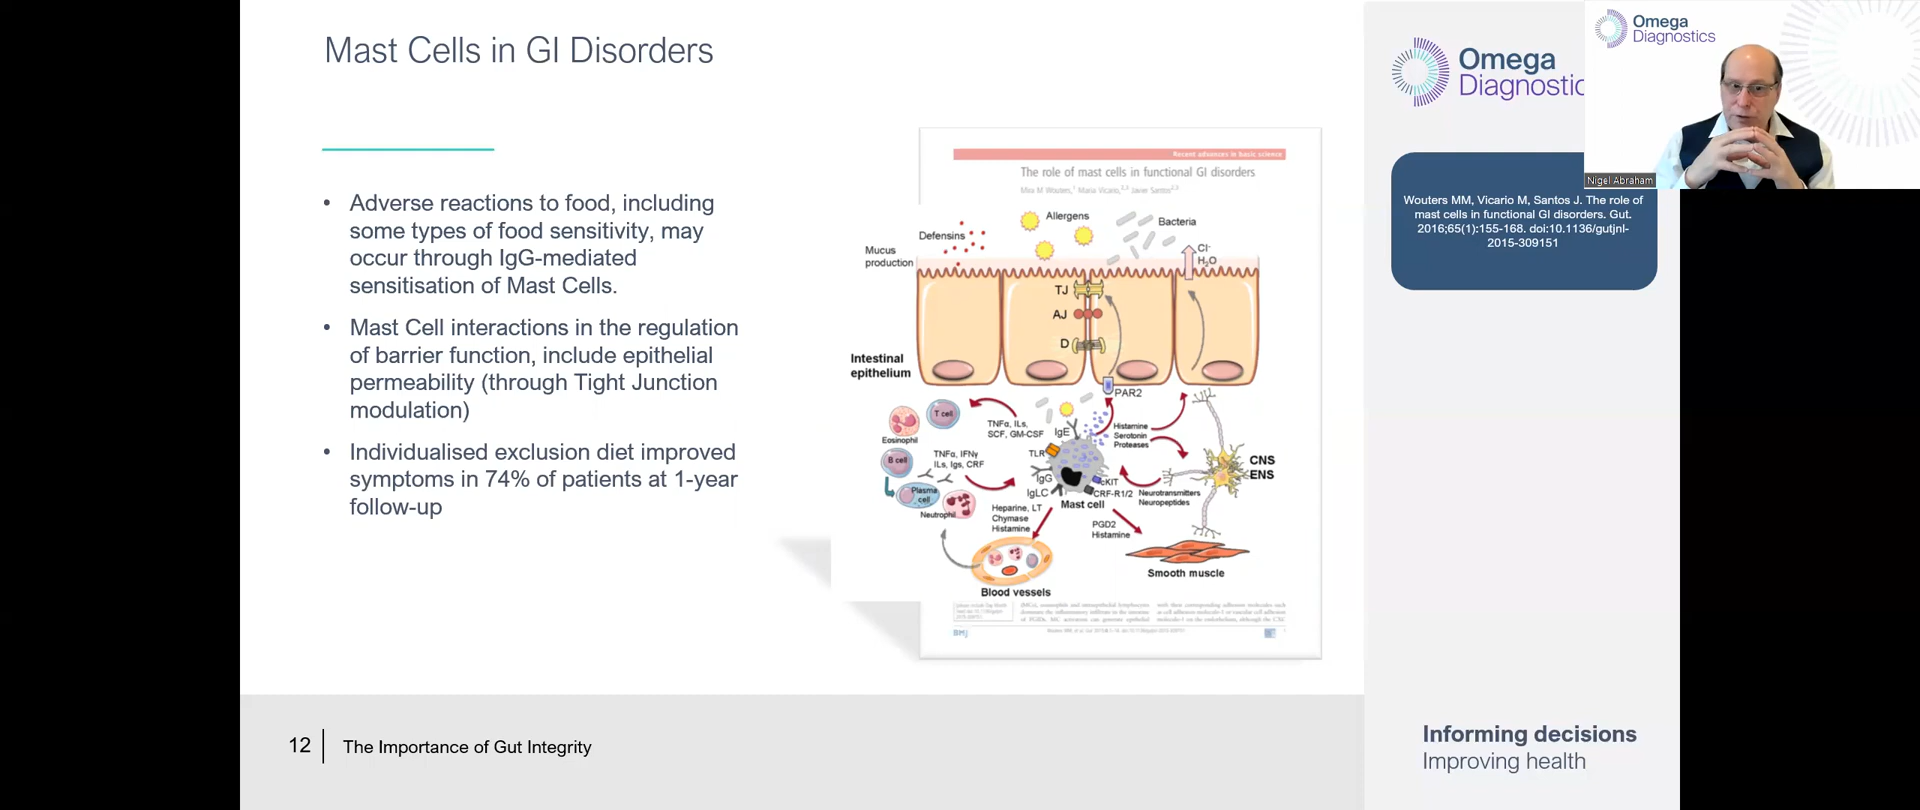 Mast Cells in GI Disorders
• Adverse reactions to food, including
some types of food sensitivity, may
occur through IgG-mediated
sensitisation of Mast Cells.
• Mast Cell interactions in the regulation
of barrier function, include epithelial
permeability (through Tight Junction
modulation)
• Individualised exclusion diet improved
symptoms in 74% of patients at 1-year
follow-up
Recent advances in basic science
The role of mast cells in functional GI disorders
Mira M Wouters, Maria Vicario, Javier Santos
Allergens
Bacteria
Defensins
Mucus
production
Cl-
H2O
TJ
AJ
D
Intestinal
epithelium
PAR2
T cell
Eosinophil
TNFα, ILs,
SCF, GM-CSF
IgE
Histamine
Serotonin
Proteases
B cell
TNFα, IFNγ
ILs, Igs, CRF
TLR
IgG
IgLC
cKIT
CRF-R1/2
Mast cell
CNS
ENS
Plasma
cell
Neutrophil
Neurotransmitters
Neuropeptides
Heparine, LT
Chymase
Histamine
PGD2
Histamine
Smooth muscle
Blood vessels
BMJ
Omega
Diagnostic
Wouters MM, Vicario M, Santos J. The role of
mast cells in functional GI disorders. Gut.
2016;65(1):155-168. doi:10.1136/gutjnl-
2015-309151
Omega
Diagnostics
Nigel Abraham
12
The Importance of Gut Integrity
Informing decisions
Improving health